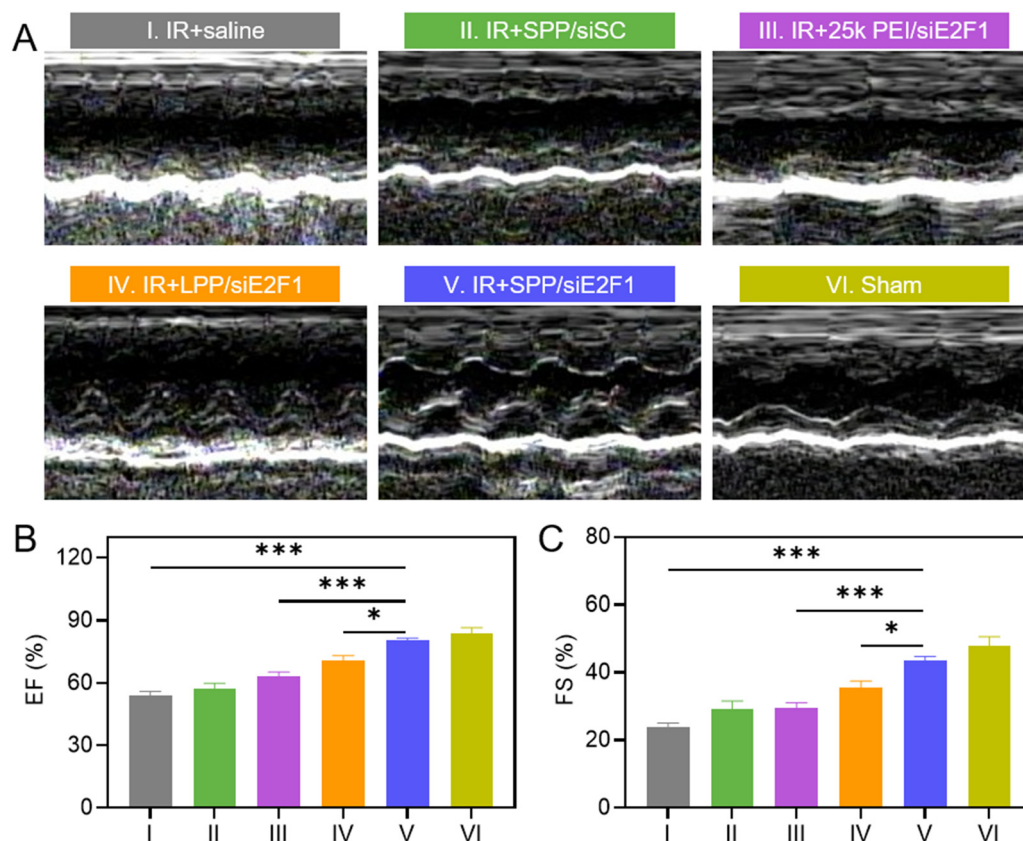 A
I. IR+saline
II. IR+SPP/siSC
III. IR+25k PEI/siE2F1
IV. IR+LPP/siE2F1
V. IR+SPP/siE2F1
VI. Sham
B
EF (%)
120
90
60
30
0
***
***
*
I II III IV V VI
C
FS (%)
80
60
40
20
0
***
***
*
I II III IV V VI